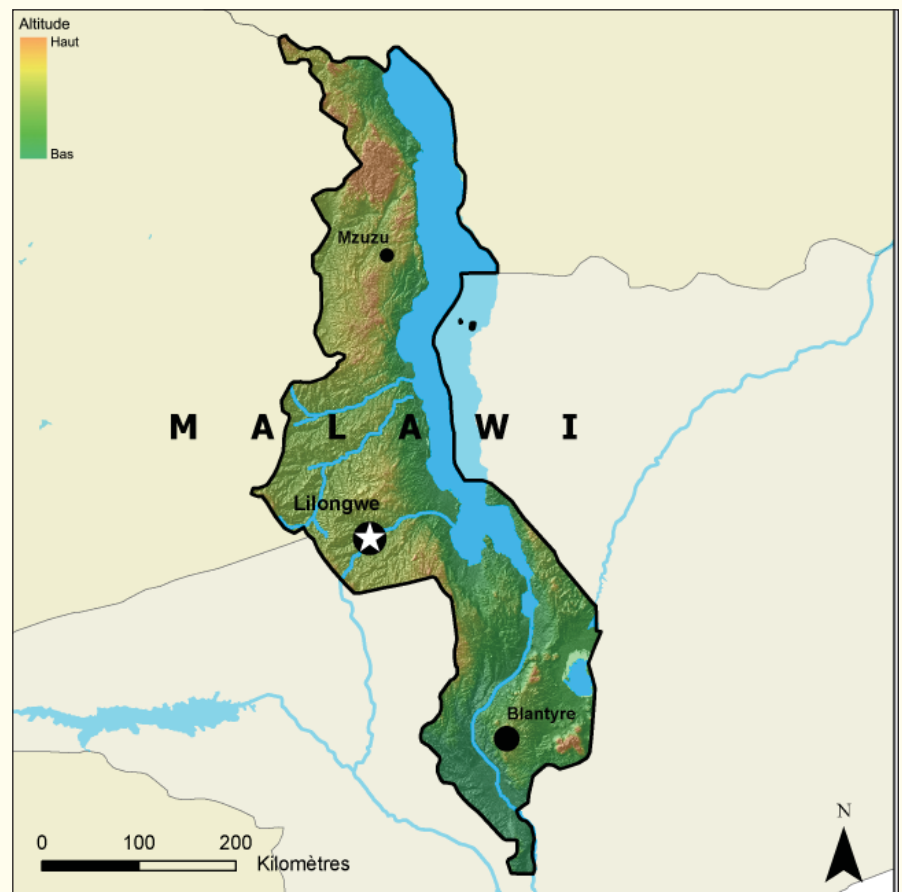 Altitude
Haut
Bas
Mzuzu
M A L A W I
Lilongwe
Blantyre
N
0 100 200
Kilomètres